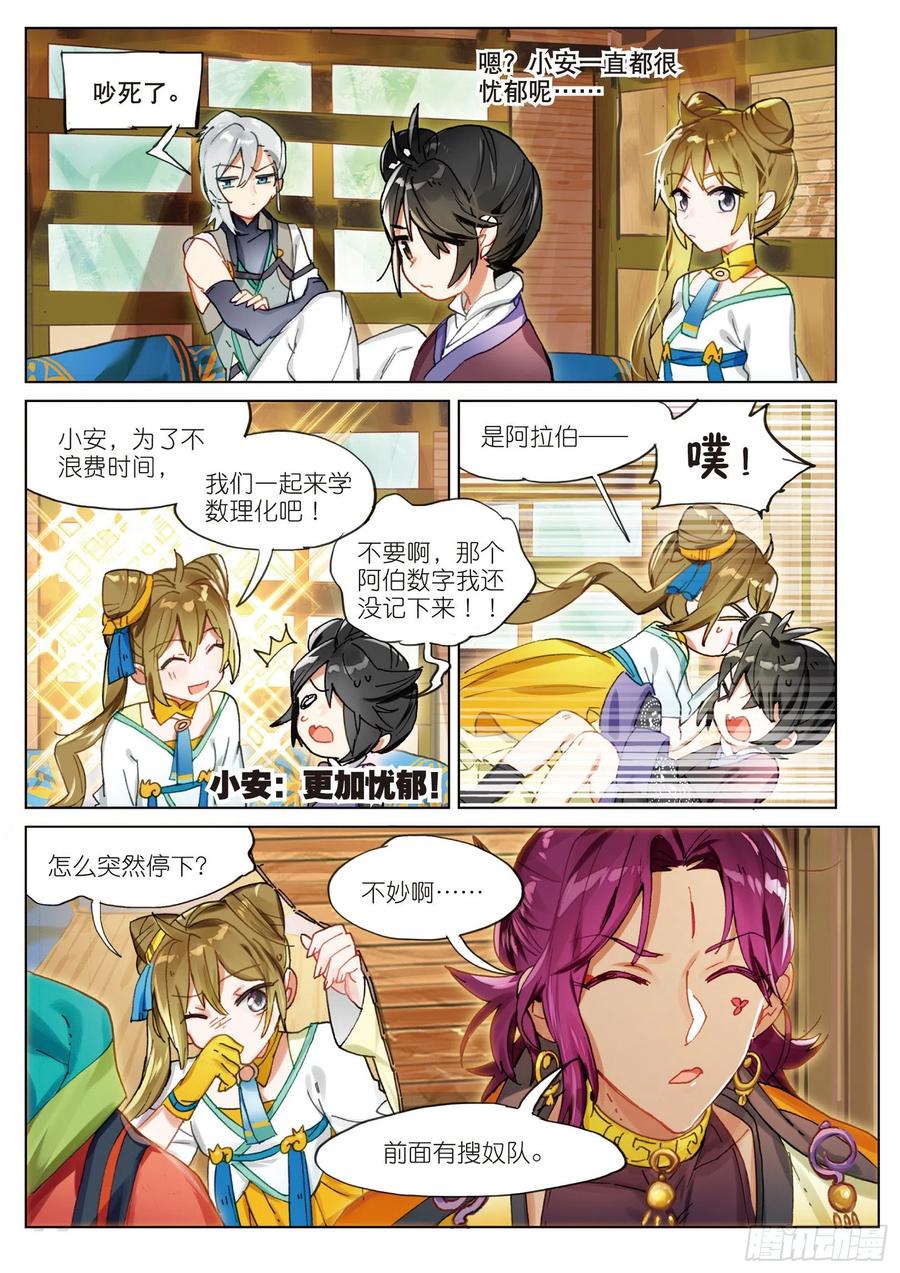 吵死了。
嗯？小安一直都很
忧郁呢……
小安，为了不
浪费时间，
我们一起来学
数理化吧！
不要啊，那个
阿伯数字我还
没记下来！！
小安：更加忧郁！
是阿拉伯——
噗！
怎么突然停下？
不妙啊……
前面有搜奴队。
腾讯动漫